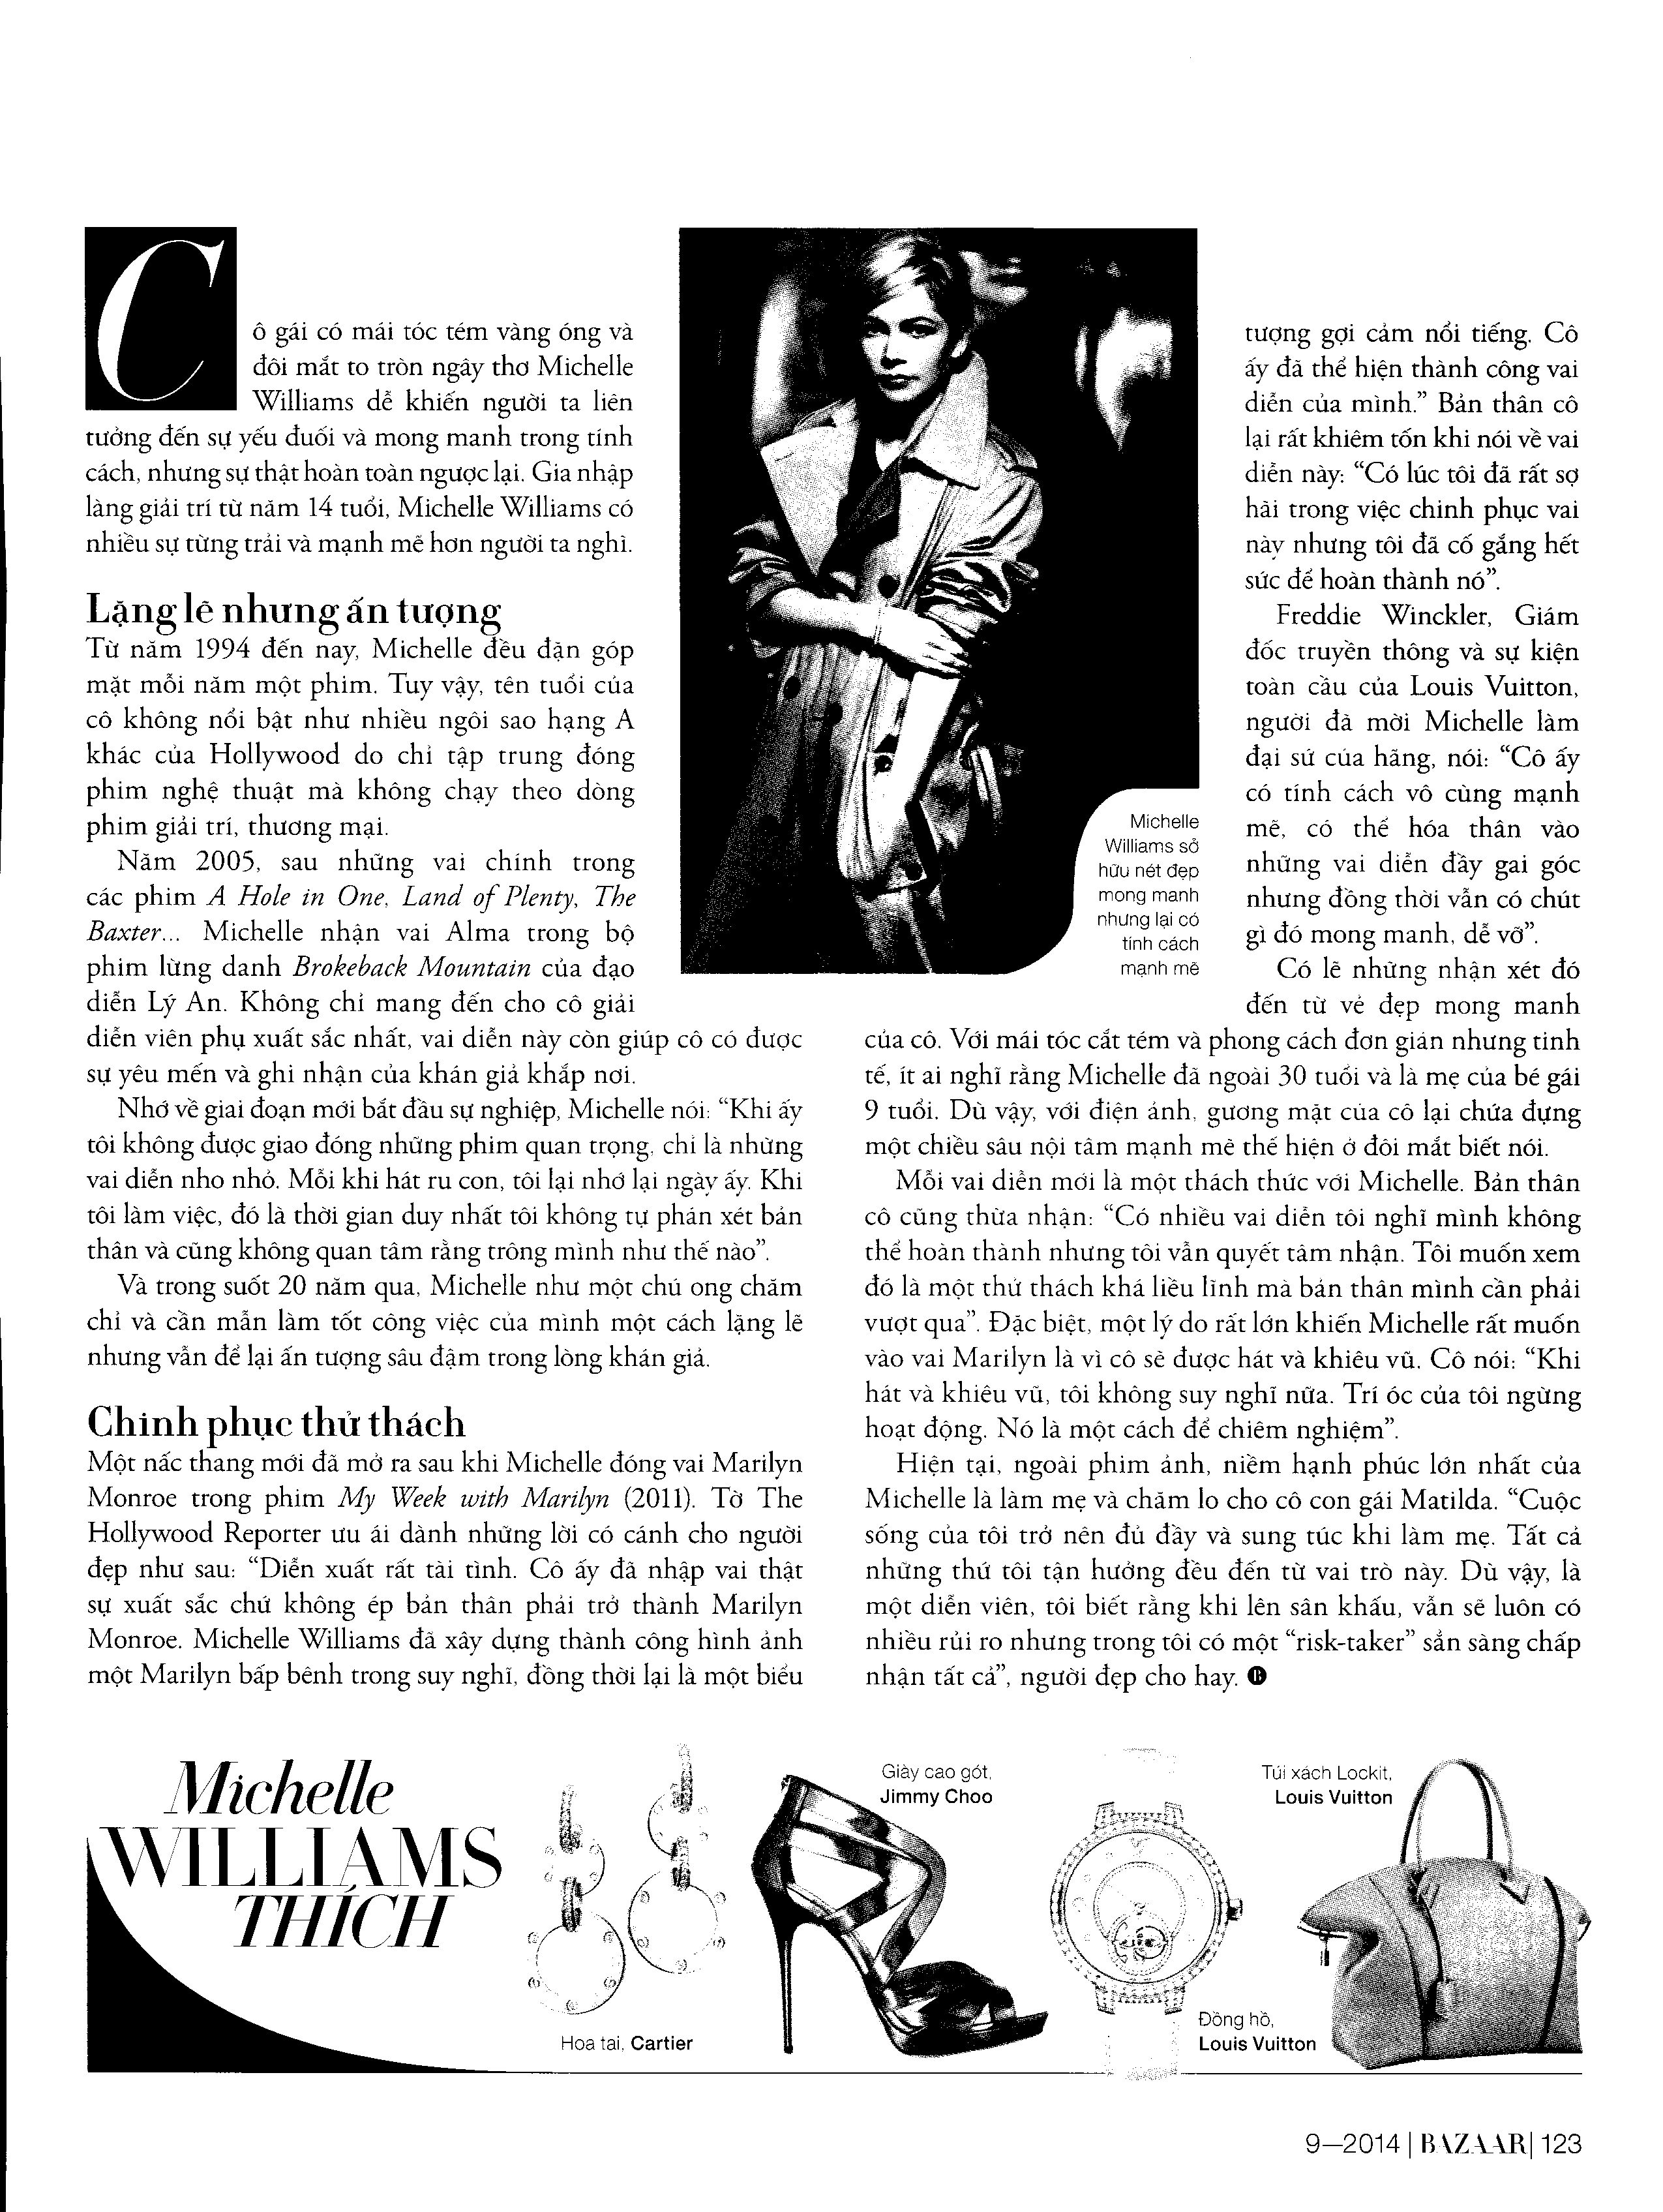 Cô gái có mái tóc tém vàng óng và
đôi mắt to tròn ngây thơ Michelle
Williams dễ khiến người ta liên
tưởng đến sự yếu đuối và mong manh trong tính
cách, nhưng sự thật hoàn toàn ngược lại. Gia nhập
làng giải trí từ năm 14 tuổi, Michelle Williams có
nhiều sự từng trải và mạnh mẽ hơn người ta nghĩ.
Lặng lẽ nhưng ấn tượng
Từ năm 1994 đến nay, Michelle đều đặn góp
mặt mỗi năm một phim. Tuy vậy, tên tuổi của
cô không nổi bật như nhiều ngôi sao hạng A
khác của Hollywood do chỉ tập trung đóng
phim nghệ thuật mà không chạy theo dòng
phim giải trí, thương mại.
Năm 2005, sau những vai chính trong
các phim A Hole in One, Land of Plenty, The
Baxter... Michelle nhận vai Alma trong bộ
phim lừng danh Brokeback Mountain của đạo
diễn Lý An. Không chỉ mang đến cho cô giải
diễn viên phụ xuất sắc nhất, vai diễn này còn giúp cô có được
sự yêu mến và ghi nhận của khán giả khắp nơi.
Nhớ về giai đoạn mới bắt đầu sự nghiệp, Michelle nói: “Khi ấy
tôi không được giao đóng những phim quan trọng, chỉ là những
vai diễn nho nhỏ. Mỗi khi hát ru con, tôi lại nhớ lại ngày ấy. Khi
tôi làm việc, đó là thời gian duy nhất tôi không tự phán xét bản
thân và cũng không quan tâm rằng trông mình như thế nào”.
Và trong suốt 20 năm qua, Michelle như một chú ong chăm
chỉ và cần mẫn làm tốt công việc của mình một cách lặng lẽ
nhưng vẫn để lại ấn tượng sâu đậm trong lòng khán giả.
Chinh phục thử thách
Một nấc thang mới đã mở ra sau khi Michelle đóng vai Marilyn
Monroe trong phim My Week with Marilyn (2011). Tờ The
Hollywood Reporter ưu ái dành những lời có cánh cho người
đẹp như sau: “Diễn xuất rất tài tình. Cô ấy đã nhập vai thật
sự xuất sắc chứ không ép bản thân phải trở thành Marilyn
Monroe. Michelle Williams đã xây dựng thành công hình ảnh
một Marilyn bấp bênh trong suy nghĩ, đồng thời lại là một biểu
Michelle
Williams sở
hữu nét đẹp
mong manh
nhưng lại có
tính cách
mạnh mẽ
tượng gợi cảm nổi tiếng. Cô
ấy đã thể hiện thành công vai
diễn của mình.” Bản thân cô
lại rất khiêm tốn khi nói về vai
diễn này: “Có lúc tôi đã rất sợ
hãi trong việc chinh phục vai
này nhưng tôi đã cố gắng hết
sức để hoàn thành nó”.
Freddie Winckler, Giám
đốc truyền thông và sự kiện
toàn cầu của Louis Vuitton,
người đã mời Michelle làm
đại sứ của hãng, nói: “Cô ấy
có tính cách vô cùng mạnh
mẽ, có thể hóa thân vào
những vai diễn đầy gai góc
nhưng đồng thời vẫn có chút
gì đó mong manh, dễ vỡ”.
Có lẽ những nhận xét đó
đến từ vẻ đẹp mong manh
của cô. Với mái tóc cắt tém và phong cách đơn giản nhưng tinh
tế, ít ai nghĩ rằng Michelle đã ngoài 30 tuổi và là mẹ của bé gái
9 tuổi. Dù vậy, với điện ảnh, gương mặt của cô lại chứa đựng
một chiều sâu nội tâm mạnh mẽ thể hiện ở đôi mắt biết nói.
Mỗi vai diễn mới là một thách thức với Michelle. Bản thân
cô cũng thừa nhận: “Có nhiều vai diễn tôi nghĩ mình không
thể hoàn thành nhưng tôi vẫn quyết tâm nhận. Tôi muốn xem
đó là một thử thách khá liều lĩnh mà bản thân mình cần phải
vượt qua”. Đặc biệt, một lý do rất lớn khiến Michelle rất muốn
vào vai Marilyn là vì cô sẽ được hát và khiêu vũ. Cô nói: “Khi
hát và khiêu vũ, tôi không suy nghĩ nữa. Trí óc của tôi ngừng
hoạt động. Nó là một cách để chiêm nghiệm”.
Hiện tại, ngoài phim ảnh, niềm hạnh phúc lớn nhất của
Michelle là làm mẹ và chăm lo cho cô con gái Matilda. “Cuộc
sống của tôi trở nên đủ đầy và sung túc khi làm mẹ. Tất cả
những thứ tôi tận hưởng đều đến từ vai trò này. Dù vậy, là
một diễn viên, tôi biết rằng khi lên sân khấu, vẫn sẽ luôn có
nhiều rủi ro nhưng trong tôi có một “risk-taker” sẵn sàng chấp
nhận tất cả”, người đẹp cho hay. B
Michelle
WILLIAMS
THÍCH
Hoa tai, Cartier
Giày cao gót,
Jimmy Choo
Đồng hồ,
Louis Vuitton
Túi xách Lockit,
Louis Vuitton
9—2014 | BAZAAR | 123